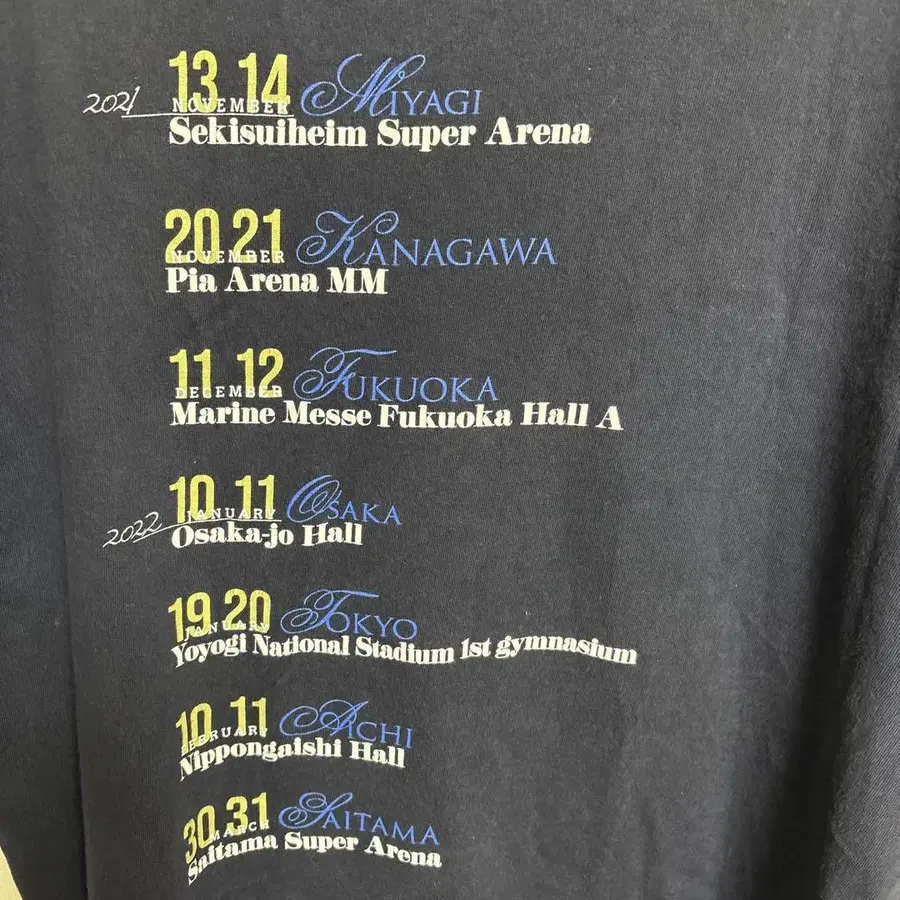 2021 13.14 NOVEMBER MIYAGI
Sekisuiheim Super Arena
20.21 NOVEMBER KANAGAWA
Pia Arena MM
11.12 DECEMBER FUKUOKA
Marine Messe Fukuoka Hall A
2022 10.11 JANUARY OSAKA
Osaka-jo Hall
19.20 JANUARY TOKYO
Yoyogi National Stadium 1st gymnasium
10.11 FEBRUARY AICHI
Nippongaishi Hall
30.31 MARCH SAITAMA
Saitama Super Arena